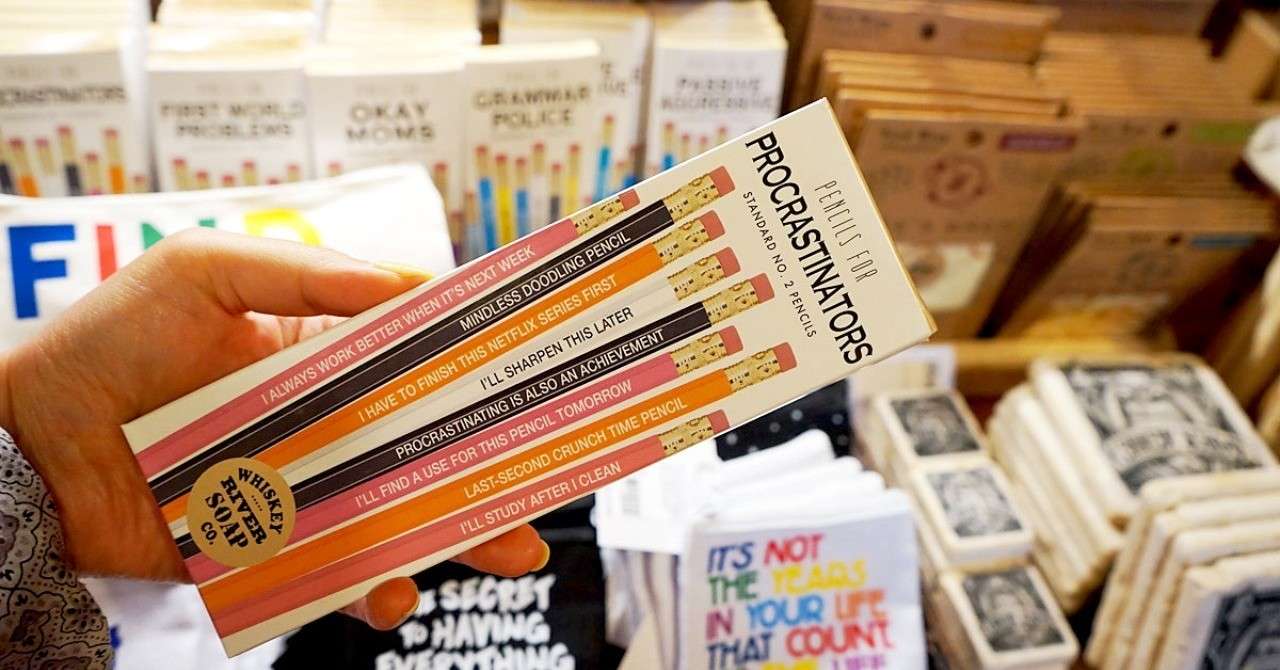 FIRST WORLD
PROBLEMS
OKAY
MOMS
GRAMMAR
POLICE
PASSIVE
AGGRESSIVE
PENCILS FOR
PROCRASTINATORS
STANDARD NO. 2 PENCILS
I ALWAYS WORK BETTER WHEN IT'S NEXT WEEK
MINDLESS DOODLING PENCIL
I HAVE TO FINISH THIS NETFLIX SERIES FIRST
I'LL SHARPEN THIS LATER
PROCRASTINATING IS ALSO AN ACHIEVEMENT
I'LL FIND A USE FOR THIS PENCIL TOMORROW
LAST-SECOND CRUNCH TIME PENCIL
I'LL STUDY AFTER I CLEAN
WHISKEY
RIVER
SOAP
CO.
SECRET
TO HAVING
EVERYTHING
IT'S NOT
THE YEARS
IN YOUR LIFE
THAT COUNT
LIFE